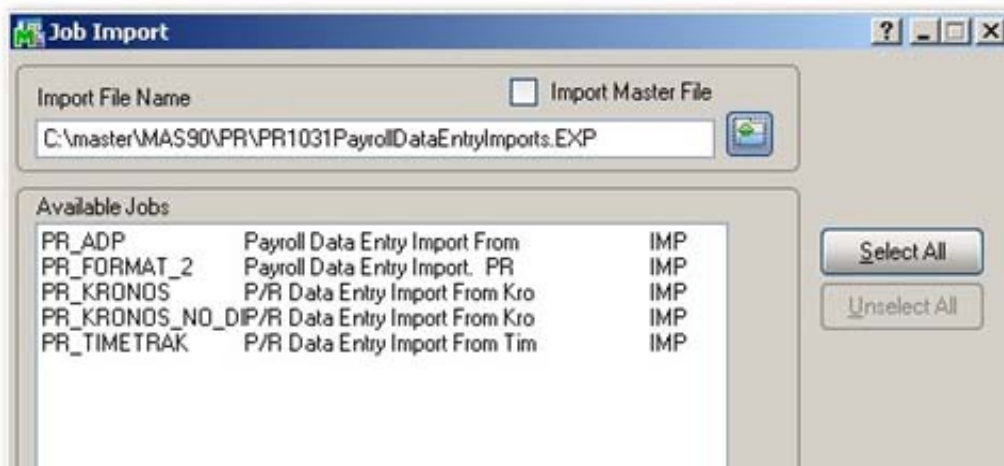 Job Import
Import File Name
Import Master File
C:\master\MAS90\PR\PR1031PayrollDataEntryImports.EXP
Available Jobs
PR_ADP Payroll Data Entry Import From IMP
PR_FORMAT_2 Payroll Data Entry Import. PR IMP
PR_KRONOS P/R Data Entry Import From Kro IMP
PR_KRONOS_NO_DIP/R Data Entry Import From Kro IMP
PR_TIMETRAK P/R Data Entry Import From Tim IMP
Select All
Unselect All